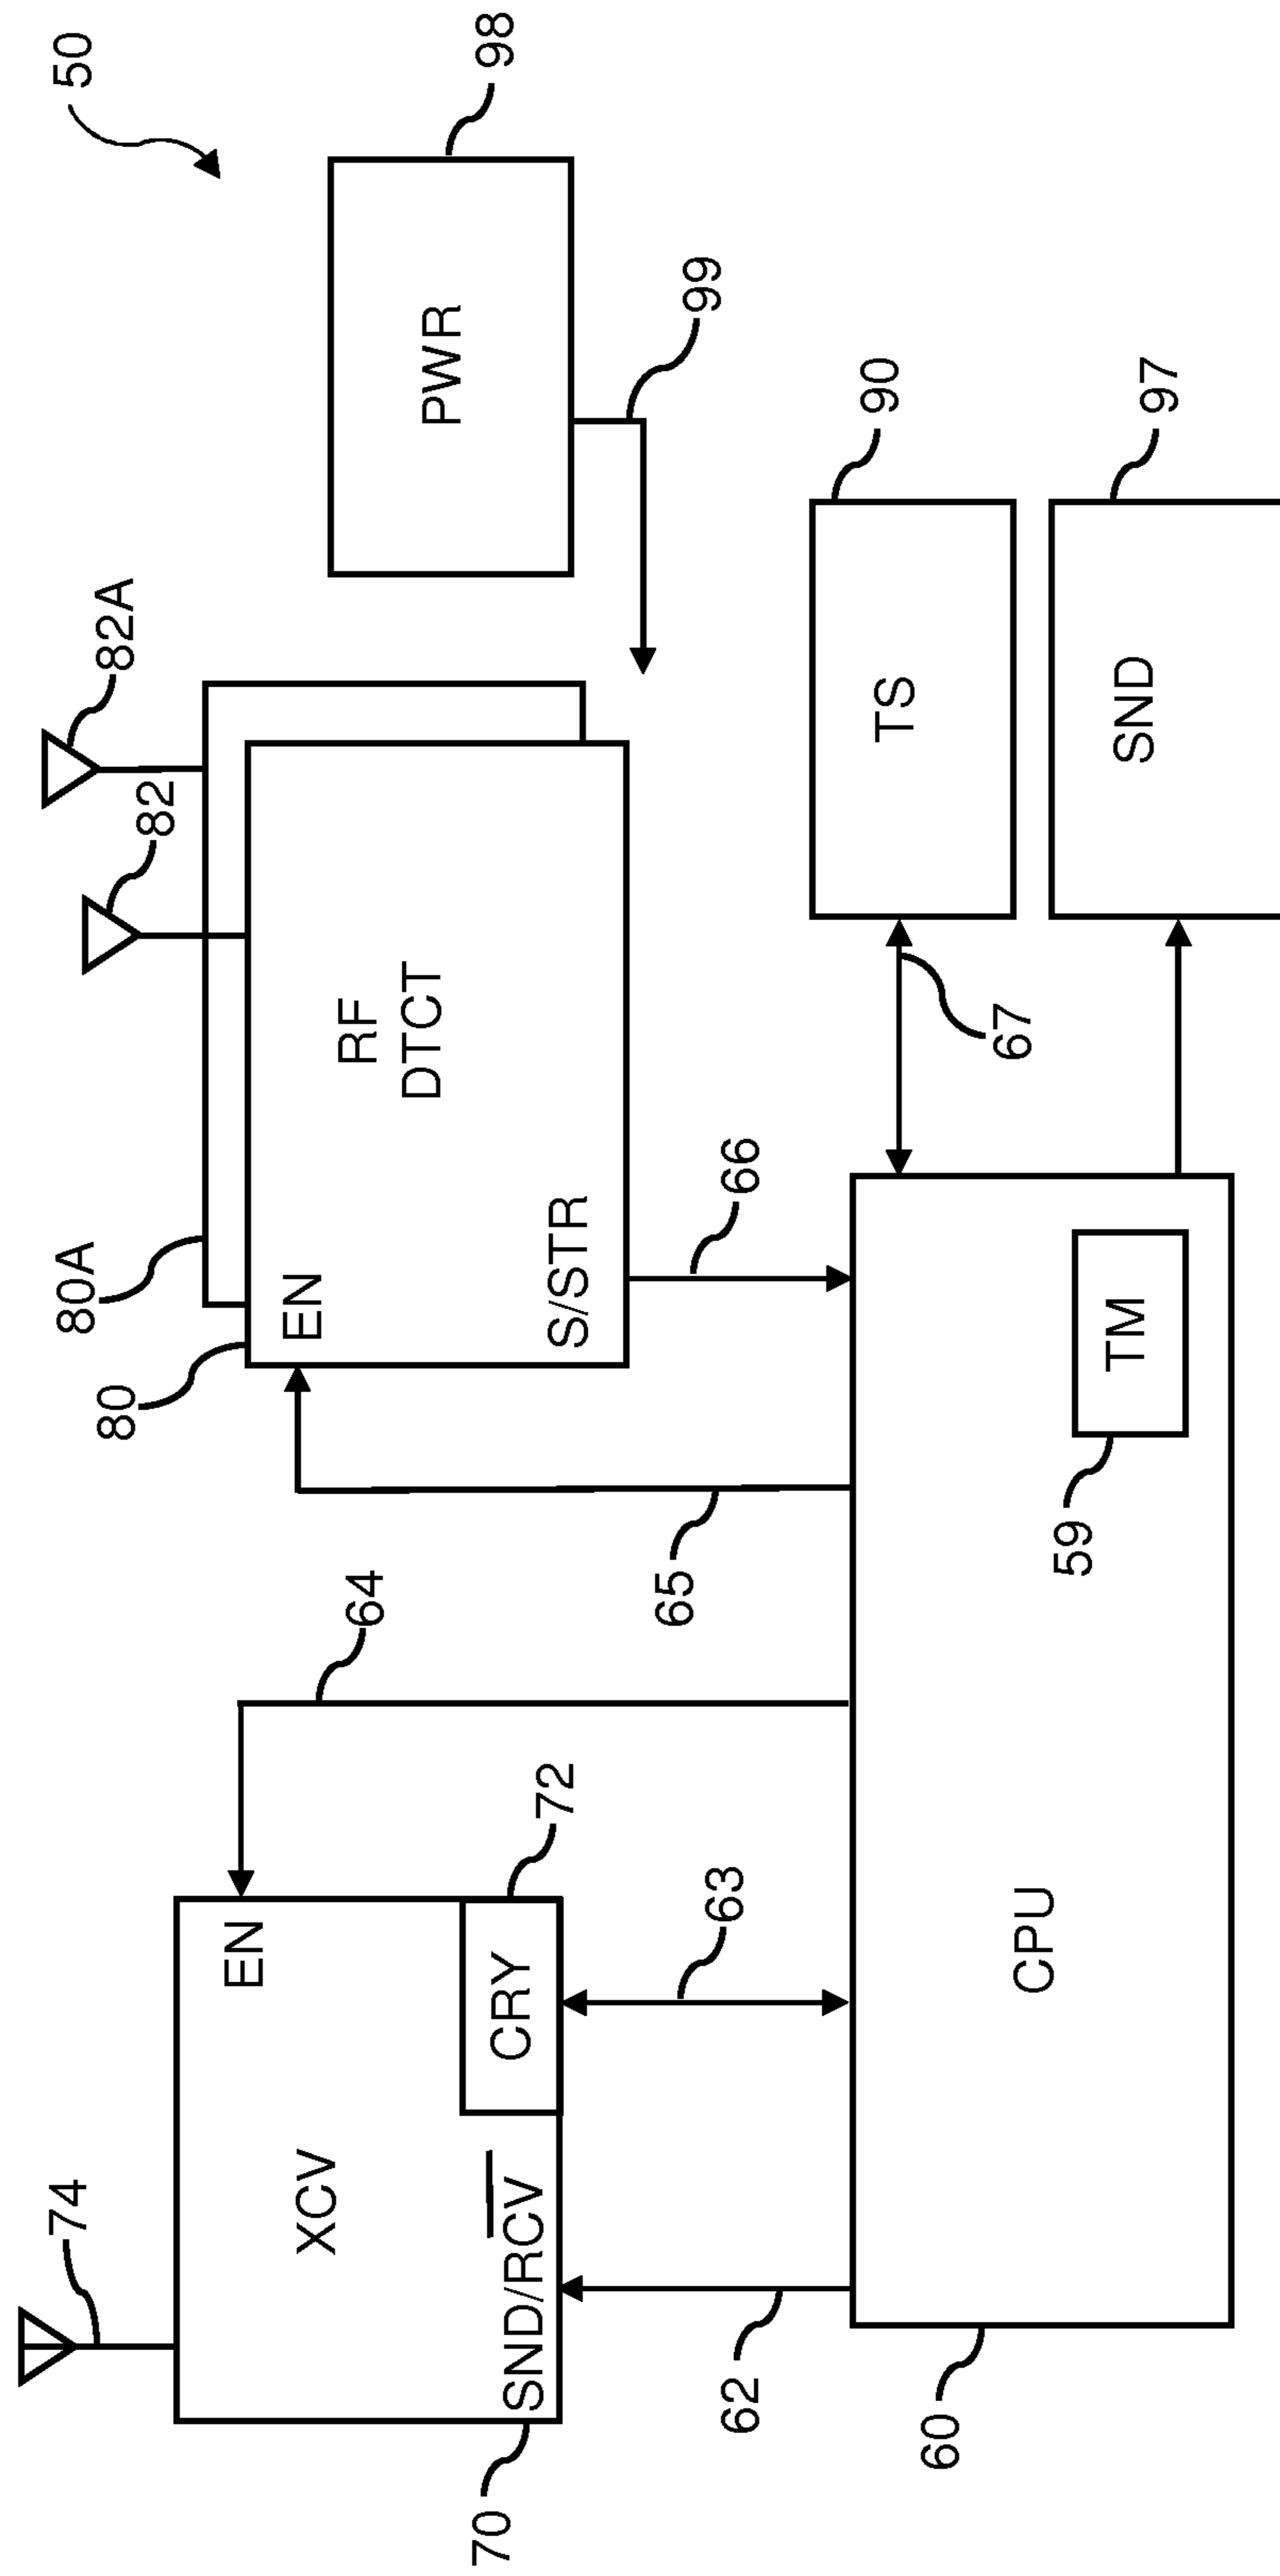 50
74
82A
82
98
80A
80
64
EN
XCV
72
CRY
SND/RCV
70
EN
RF
DTCT
S/STR
PWR
99
62
63
65
66
67
90
TS
97
SND
60
CPU
59
TM